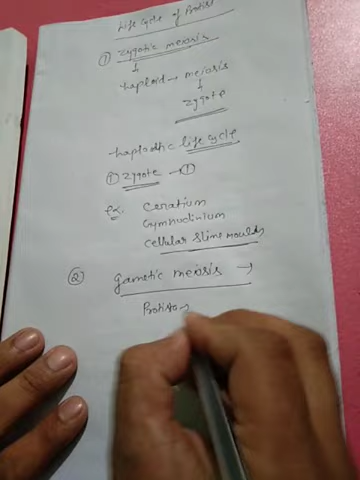 Life Cycle of Protist
① Zygotic meiosis
↓
haploid → meiosis
↓
zygote
haplontic life cycle
① Zygote → ①
Ex. Ceratium
Gymnodinium
Cellular Slime moulds
② gametic meiosis →